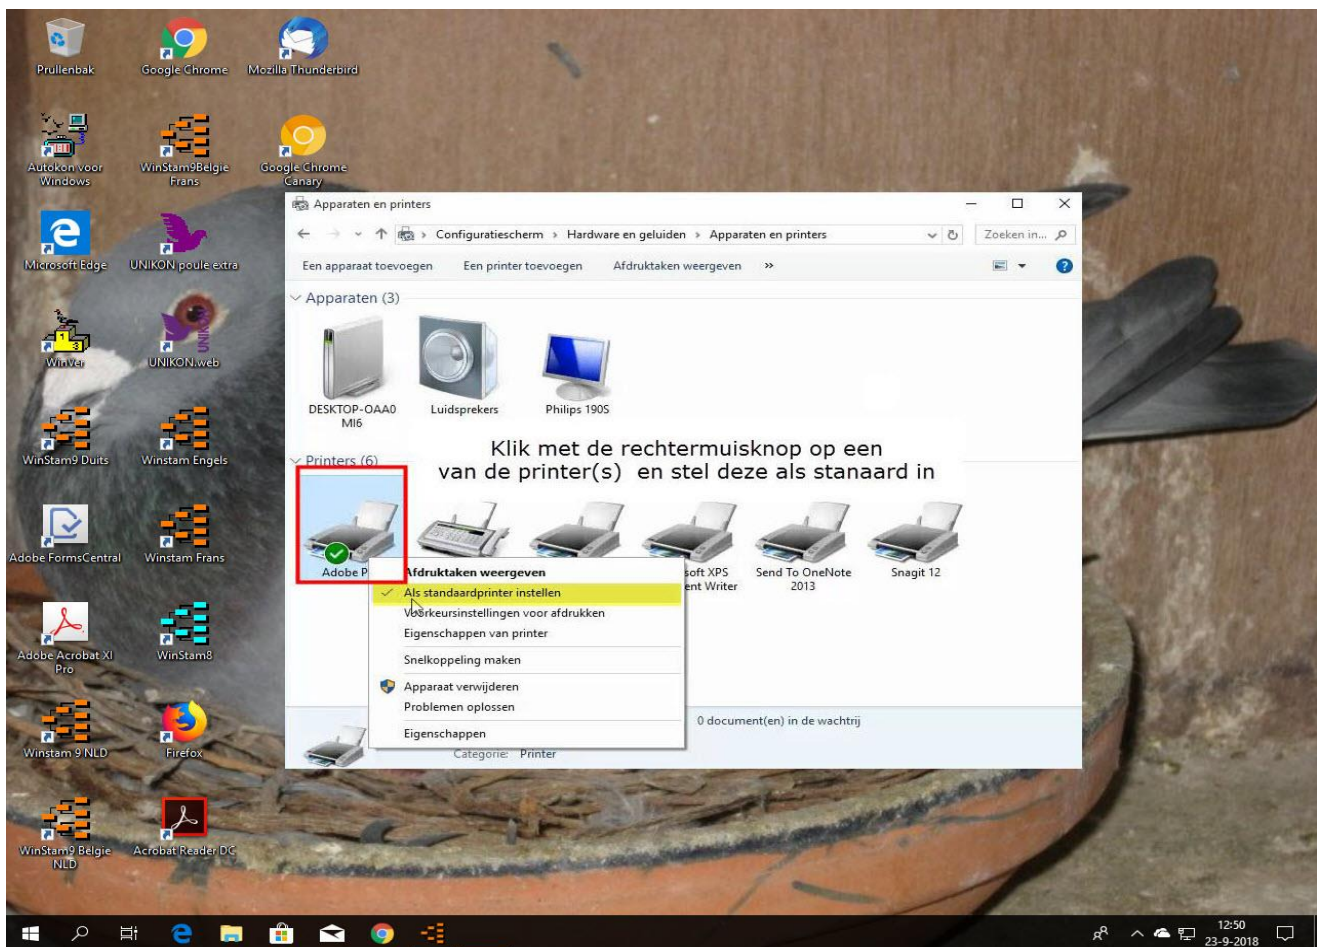 Prullenbak
Google Chrome
Mozilla Thunderbird
Autokon voor
Windows
WinStam9Belgie
Frans
Google Chrome
Canary
Microsoft Edge
UNIKON poule extra
WinVer
UNIKON
UNIKON.web
WinStam9 Duits
Winstam Engels
Adobe FormsCentral
Winstam Frans
Adobe Acrobat XI
Pro
WinStam8
Winstam 9 NLD
Firefox
WinStam9 Belgie
NLD
Acrobat Reader DC
Apparaten en printers
Configuratiescherm > Hardware en geluiden > Apparaten en printers
Zoeken in...
Een apparaat toevoegen
Een printer toevoegen
Afdruktaken weergeven
»
Apparaten (3)
DESKTOP-OAA0
MI6
Luidsprekers
Philips 190S
Klik met de rechtermuisknop op een
van de printer(s) en stel deze als stanaard in
Printers (6)
Adobe P
soft XPS
ent Writer
Send To OneNote
2013
Snagit 12
Afdruktaken weergeven
Als standaardprinter instellen
Voorkeursinstellingen voor afdrukken
Eigenschappen van printer
Snelkoppeling maken
Apparaat verwijderen
Problemen oplossen
Eigenschappen
0 document(en) in de wachtrij
Categorie: Printer
12:50
23-9-2018